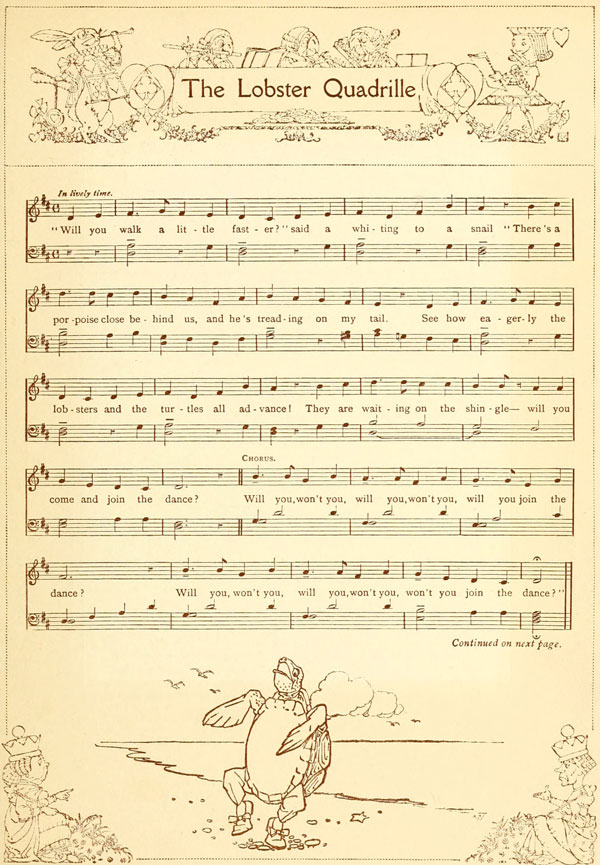 The Lobster Quadrille
In lively time.
"Will you walk a lit-tle fast-er?" said a whi-ting to a snail "There's a
por-poise close be-hind us, and he's tread-ing on my tail. See how ea-ger-ly the
lob-sters and the tur-tles all ad-vance! They are wait-ing on the shin-gle— will you
come and join the dance?
CHORUS.
Will you, won't you, will you, won't you, will you join the
dance? Will you, won't you, will you, won't you, won't you join the dance?"
Continued on next page.